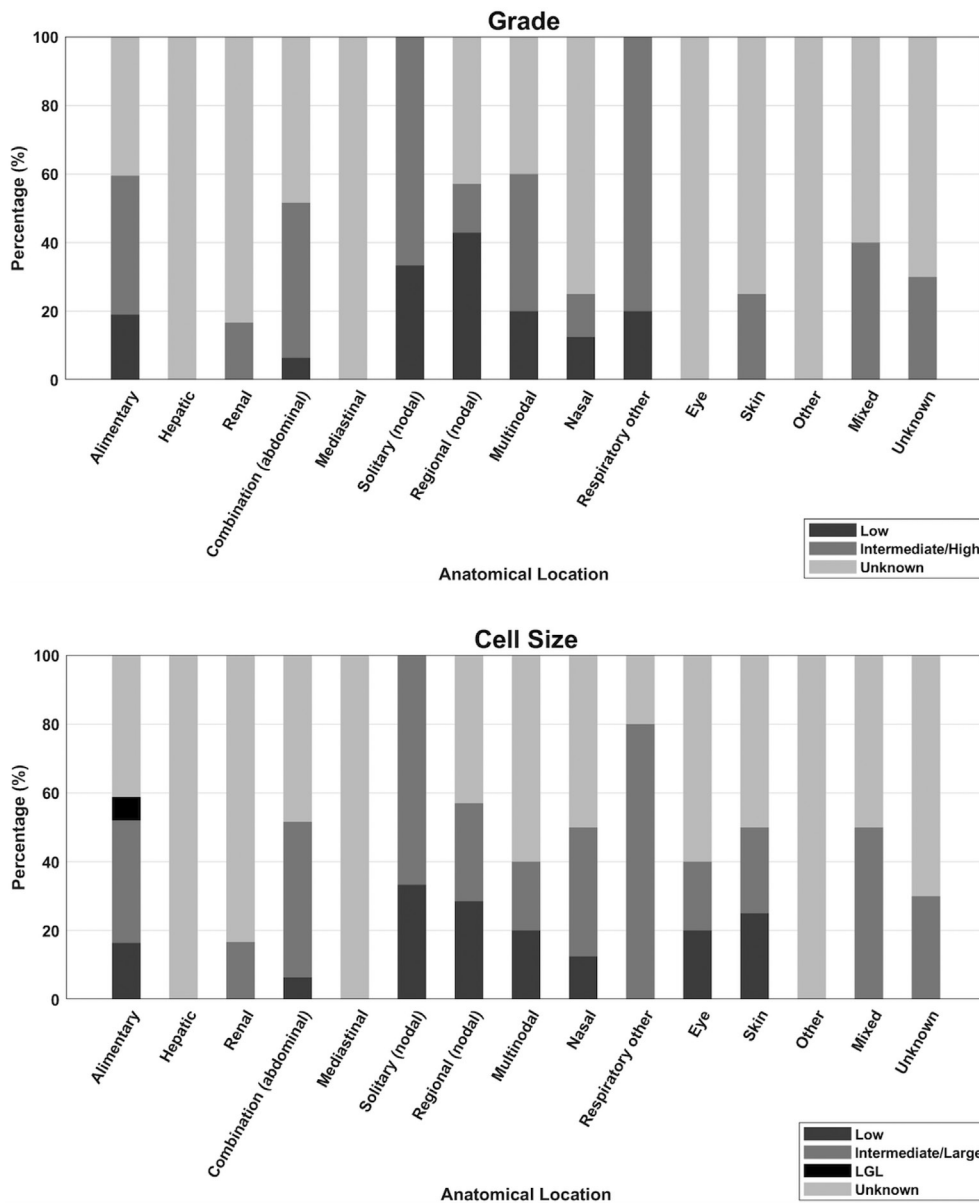 Grade
Percentage (%)
100
80
60
40
20
0
Alimentary
Hepatic
Renal
Combination (abdominal)
Mediastinal
Solitary (nodal)
Regional (nodal)
Multinodal
Nasal
Respiratory other
Eye
Skin
Other
Mixed
Unknown
Low
Intermediate/High
Unknown
Anatomical Location
Cell Size
Percentage (%)
100
80
60
40
20
0
Alimentary
Hepatic
Renal
Combination (abdominal)
Mediastinal
Solitary (nodal)
Regional (nodal)
Multinodal
Nasal
Respiratory other
Eye
Skin
Other
Mixed
Unknown
Low
Intermediate/Large
LGL
Unknown
Anatomical Location